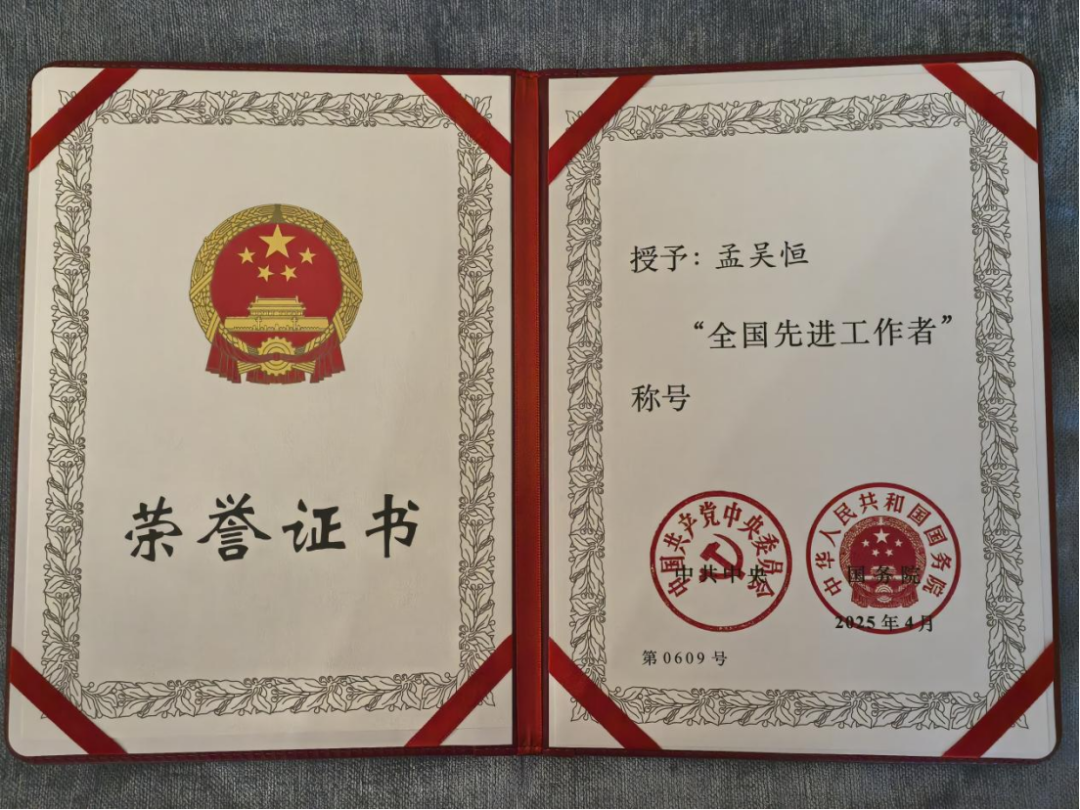 荣誉证书
授予：孟吴恒
“全国先进工作者”
称号
中国共产党中央委员会
中共中央
中华人民共和国国务院
国务院
2025年4月
第0609号